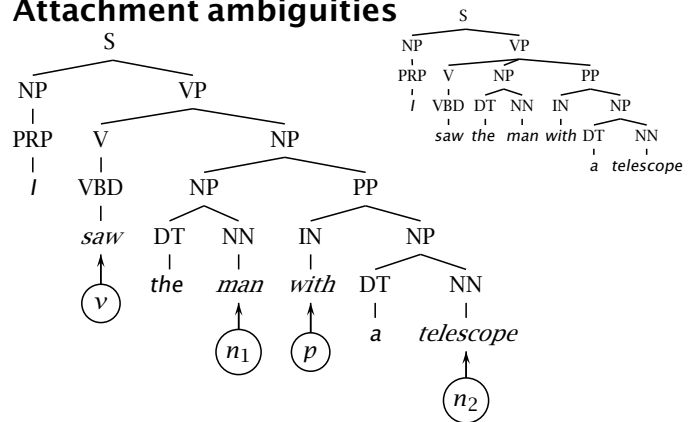 Attachment ambiguities
S
NP VP
PRP V NP
I VBD NP PP
saw DT NN IN NP
the man with DT NN
a telescope
v
n1 p
n2
S
NP VP
PRP V NP PP
I VBD DT NN IN NP
saw the man with DT NN
a telescope